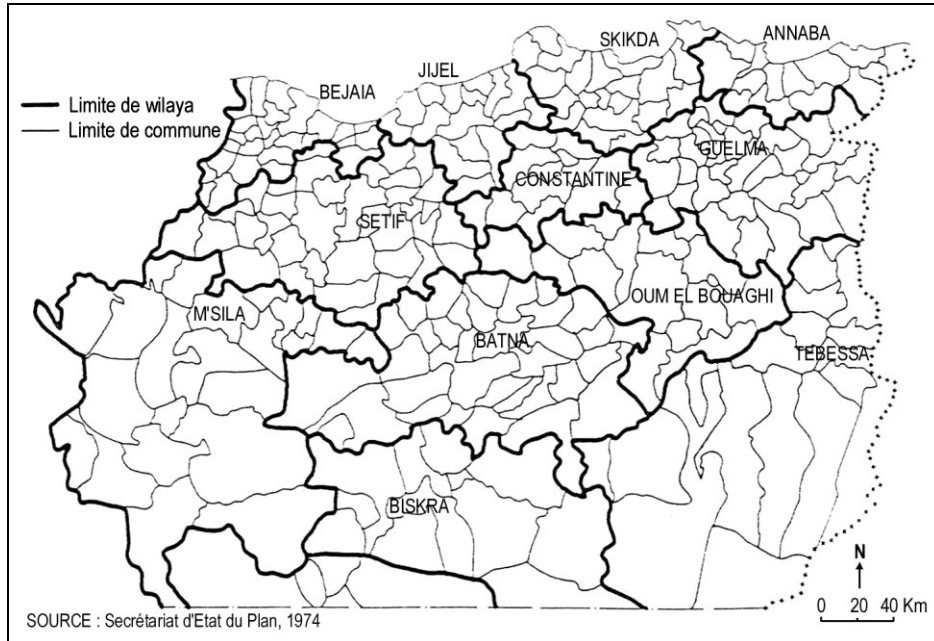 SKIKDA
ANNABA
JIJEL
BEJAIA
Limite de wilaya
Limite de commune
GUELMA
CONSTANTINE
SETIF
OUM EL BOUAGHI
M'SILA
BATNA
TEBESSA
BISKRA
N
0 20 40 Km
SOURCE : Secrétariat d'Etat du Plan, 1974